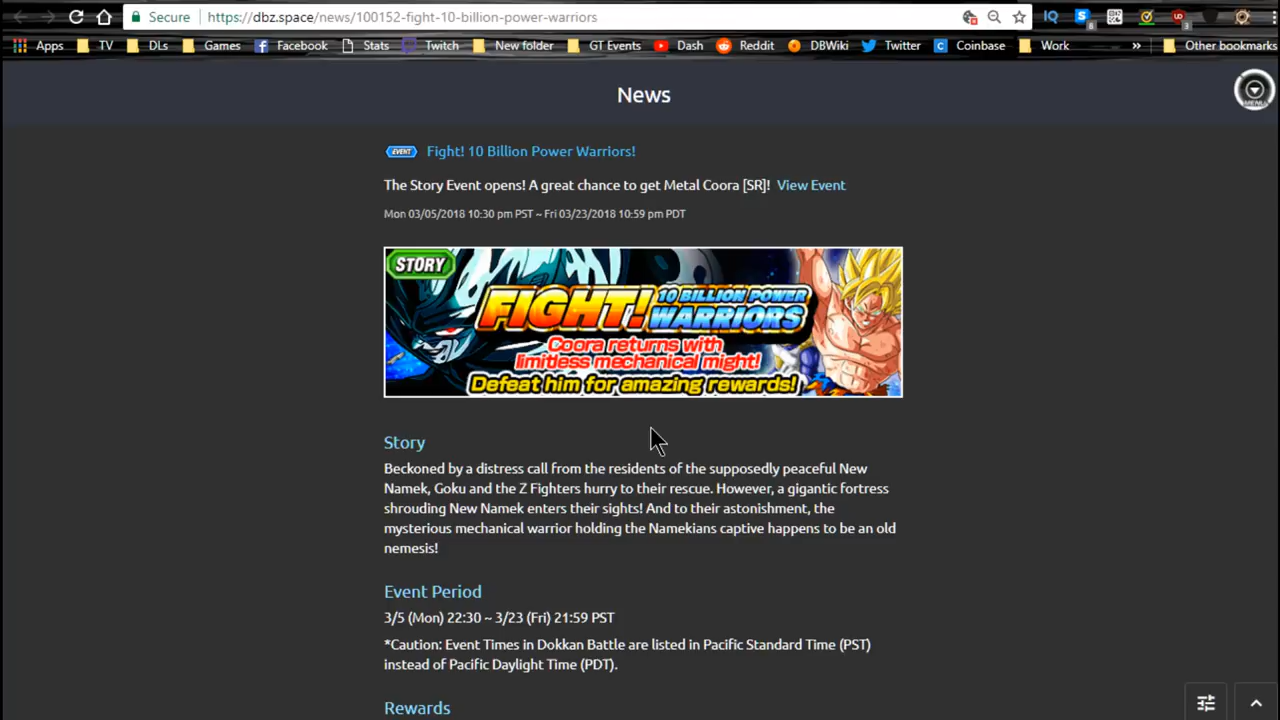 Secure https://dbz.space/news/100152-fight-10-billion-power-warriors
Apps TV DLs Games Facebook Stats Twitch New folder GT Events Dash Reddit DBWiki Twitter Coinbase Work » Other bookmarks
News
MENU
EVENT Fight! 10 Billion Power Warriors!
The Story Event opens! A great chance to get Metal Coora [SR]! View Event
Mon 03/05/2018 10:30 pm PST ~ Fri 03/23/2018 10:59 pm PDT
STORY
FIGHT! 10 BILLION POWER
WARRIORS
Coora returns with
limitless mechanical might!
Defeat him for amazing rewards!
Story
Beckoned by a distress call from the residents of the supposedly peaceful New
Namek, Goku and the Z Fighters hurry to their rescue. However, a gigantic fortress
shrouding New Namek enters their sights! And to their astonishment, the
mysterious mechanical warrior holding the Namekians captive happens to be an old
nemesis!
Event Period
3/5 (Mon) 22:30 ~ 3/23 (Fri) 21:59 PST
*Caution: Event Times in Dokkan Battle are listed in Pacific Standard Time (PST)
instead of Pacific Daylight Time (PDT).
Rewards